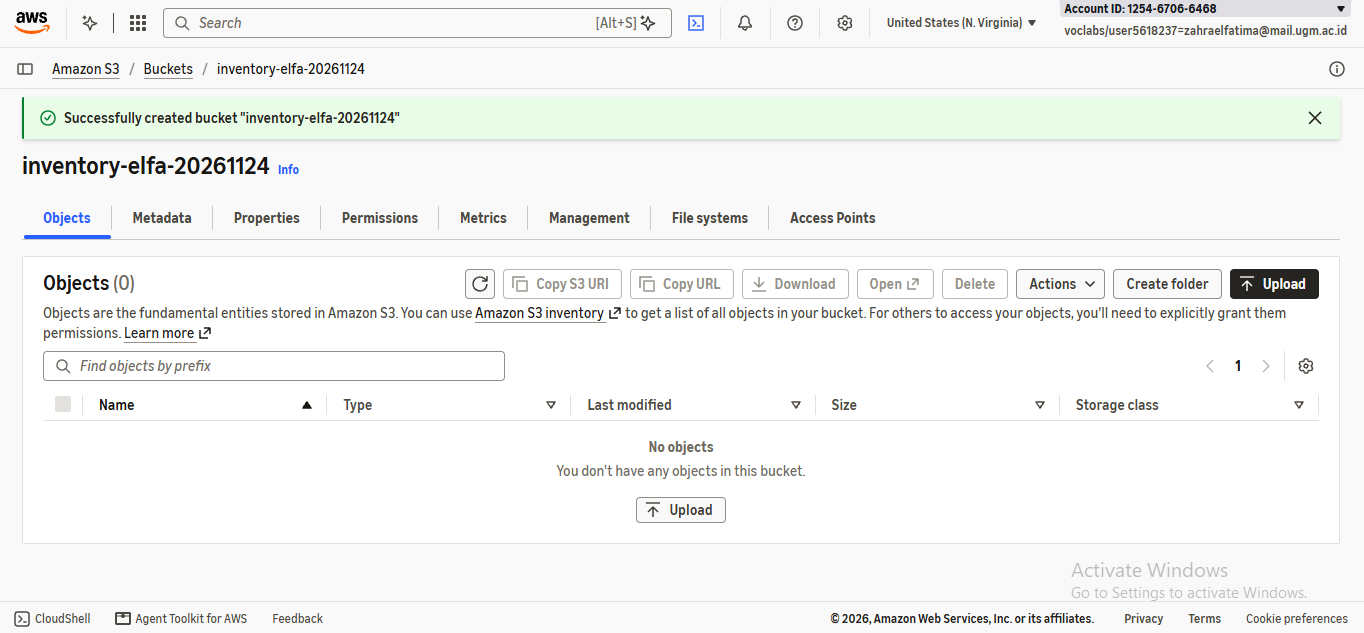 aws
Search
[Alt+S]
United States (N. Virginia)
Account ID: 1254-6706-6468
voclabs/user5618237=zahraelfatima@mail.ugm.ac.id
Amazon S3 / Buckets / inventory-elfa-20261124
Successfully created bucket "inventory-elfa-20261124"
inventory-elfa-20261124 Info
Objects Metadata Properties Permissions Metrics Management File systems Access Points
Objects (0)
Copy S3 URI Copy URL Download Open Delete Actions Create folder Upload
Objects are the fundamental entities stored in Amazon S3. You can use Amazon S3 inventory to get a list of all objects in your bucket. For others to access your objects, you'll need to explicitly grant them
permissions. Learn more
Find objects by prefix
1
Name Type Last modified Size Storage class
No objects
You don't have any objects in this bucket.
Upload
Activate Windows
Go to Settings to activate Windows.
CloudShell Agent Toolkit for AWS Feedback © 2026, Amazon Web Services, Inc. or its affiliates. Privacy Terms Cookie preferences